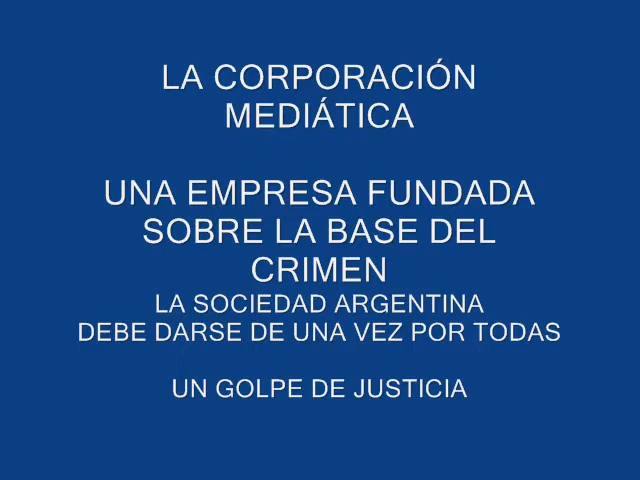 LA CORPORACIÓN
MEDIÁTICA
UNA EMPRESA FUNDADA
SOBRE LA BASE DEL
CRIMEN
LA SOCIEDAD ARGENTINA
DEBE DARSE DE UNA VEZ POR TODAS
UN GOLPE DE JUSTICIA